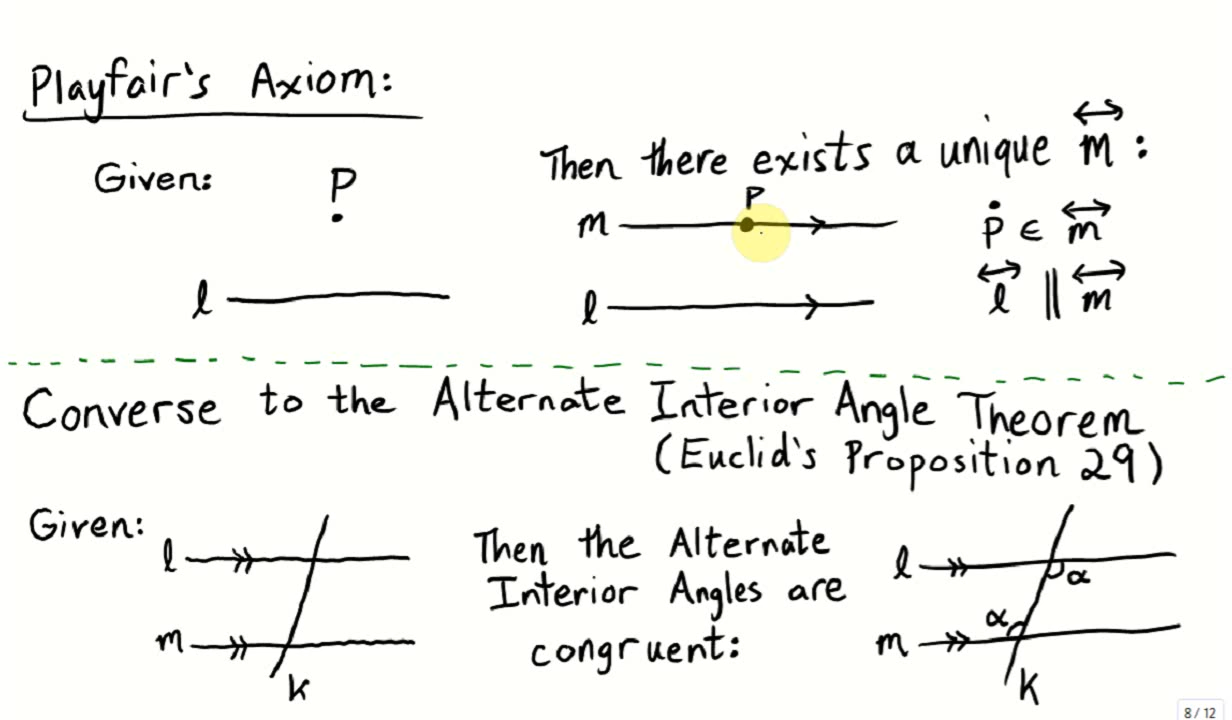 Playfair's Axiom:
Given:
P
l
Then there exists a unique m:
P
m
l
P ∈ m
l ∥ m
Converse to the Alternate Interior Angle Theorem
(Euclid's Proposition 29)
Given:
l
m
k
Then the Alternate
Interior Angles are
congruent:
l
α
α
m
k
8/12